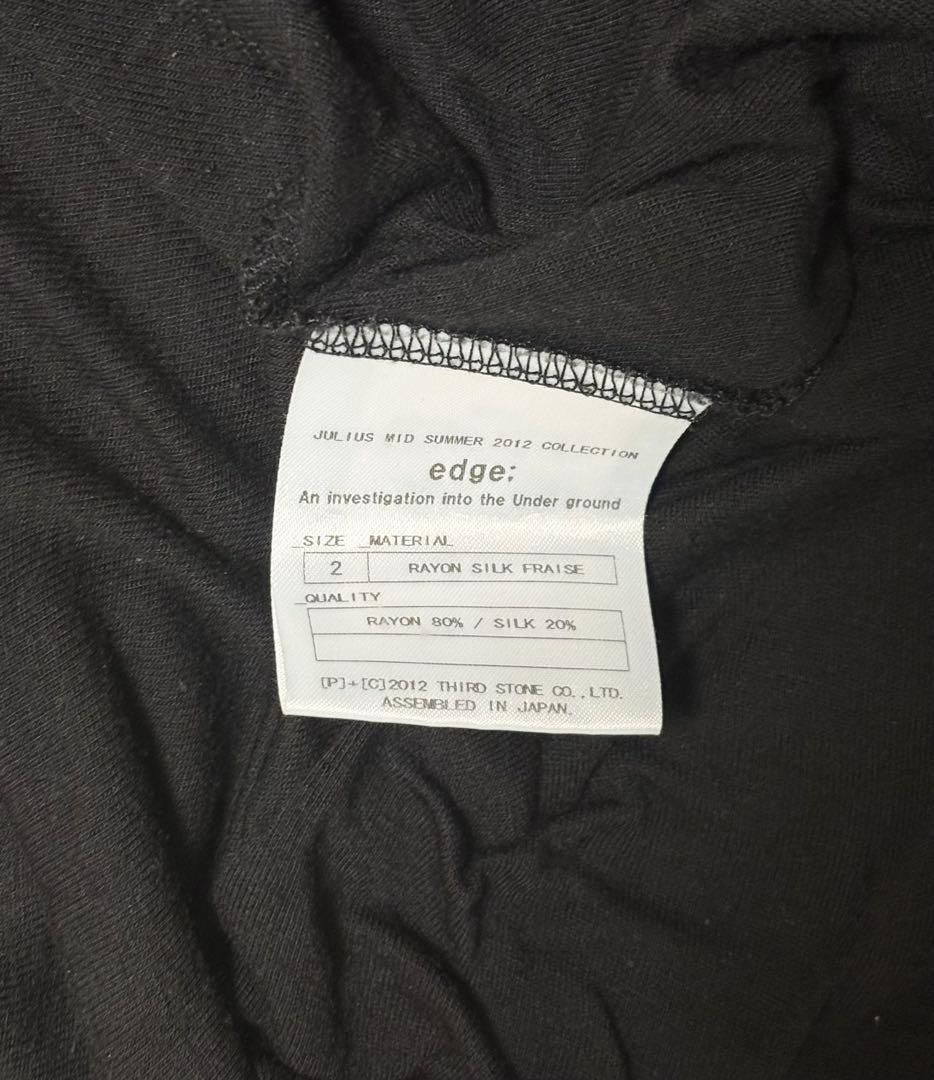 JULIUS MID SUMMER 2012 COLLECTION
edge;
An investigation into the Under ground
_SIZE _MATERIAL
2 RAYON SILK FRAISE
_QUALITY
RAYON 80% / SILK 20%
[P]+[C]2012 THIRD STONE CO.,LTD.
ASSEMBLED IN JAPAN.